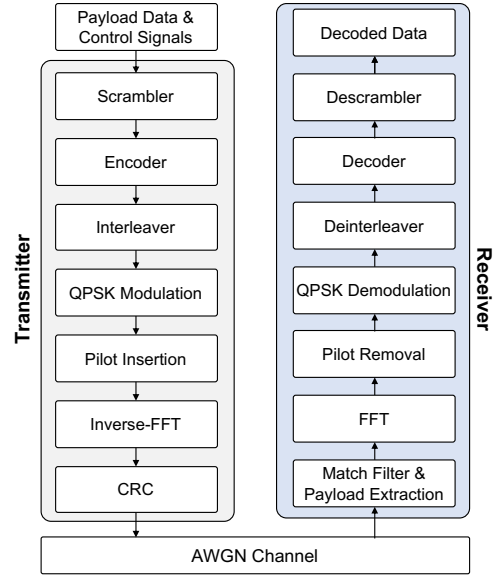 Payload Data &
Control Signals
Transmitter
Scrambler
Encoder
Interleaver
QPSK Modulation
Pilot Insertion
Inverse-FFT
CRC
AWGN Channel
Decoded Data
Descrambler
Decoder
Deinterleaver
QPSK Demodulation
Pilot Removal
FFT
Match Filter &
Payload Extraction
Receiver